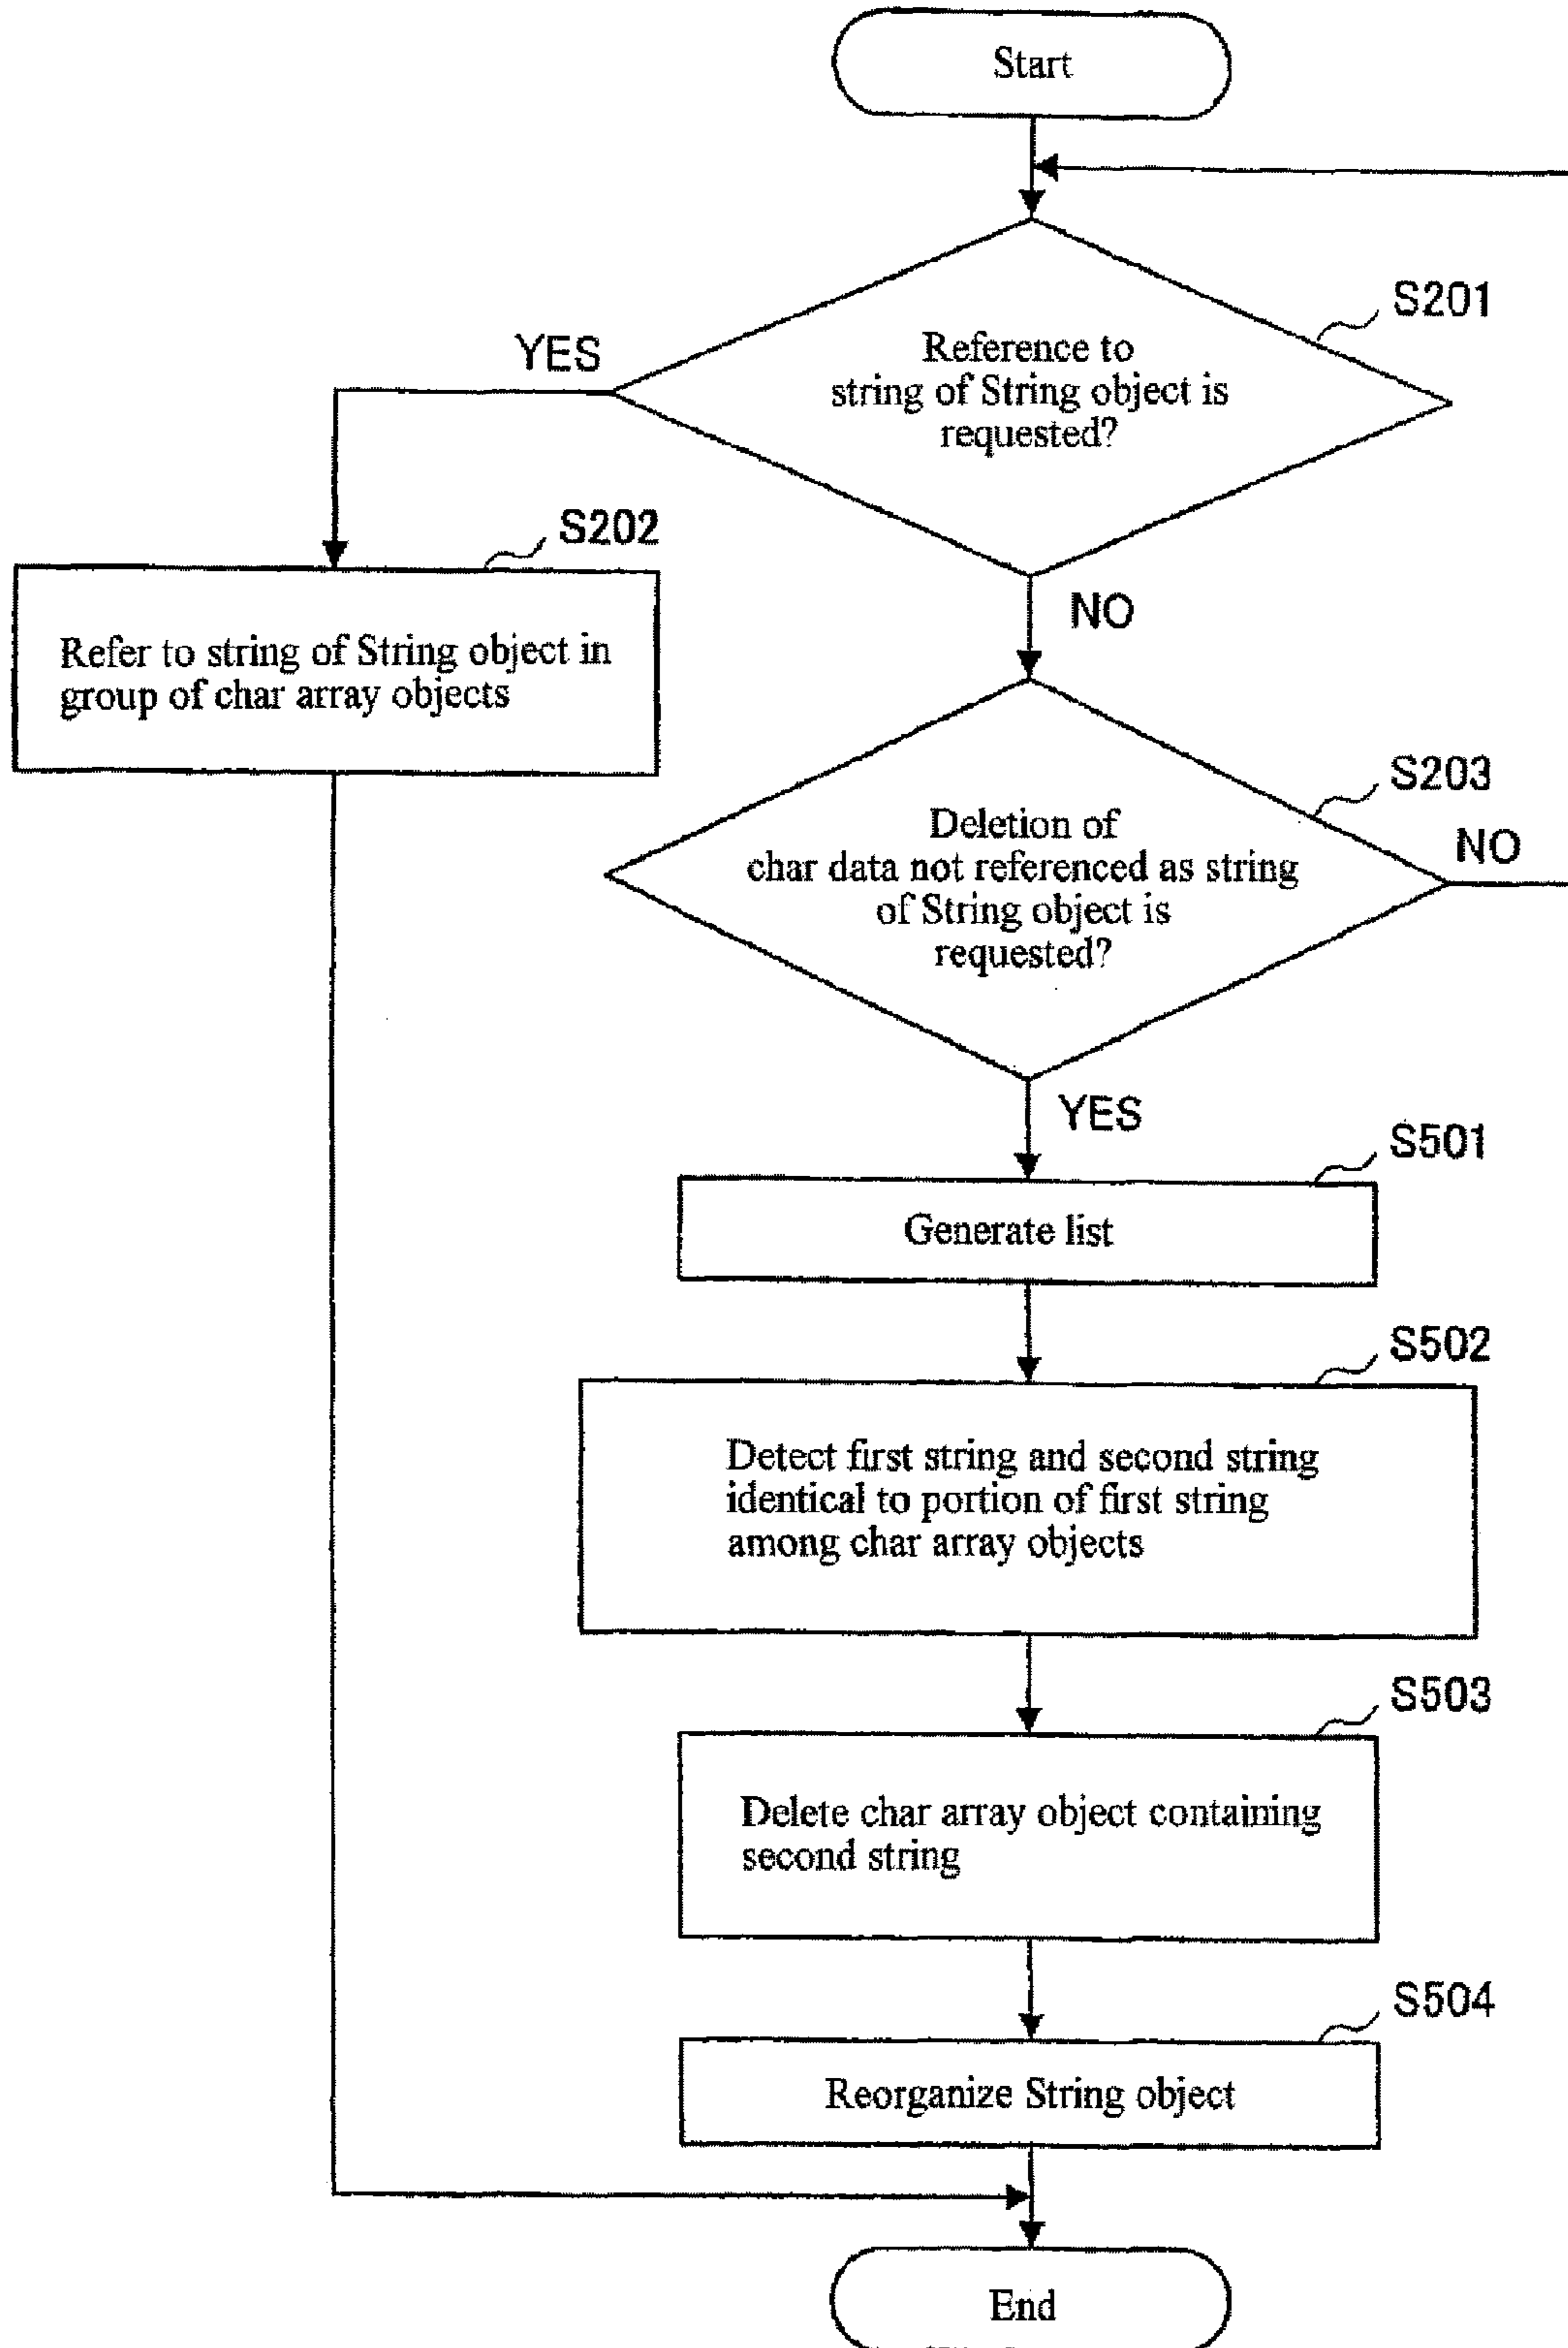 Start
S201
YES
Reference to
string of String object is
requested?
S202
NO
Refer to string of String object in
group of char array objects
S203
Deletion of
char data not referenced as string
of String object is
requested?
NO
YES
S501
Generate list
S502
Detect first string and second string
identical to portion of first string
among char array objects
S503
Delete char array object containing
second string
S504
Reorganize String object
End